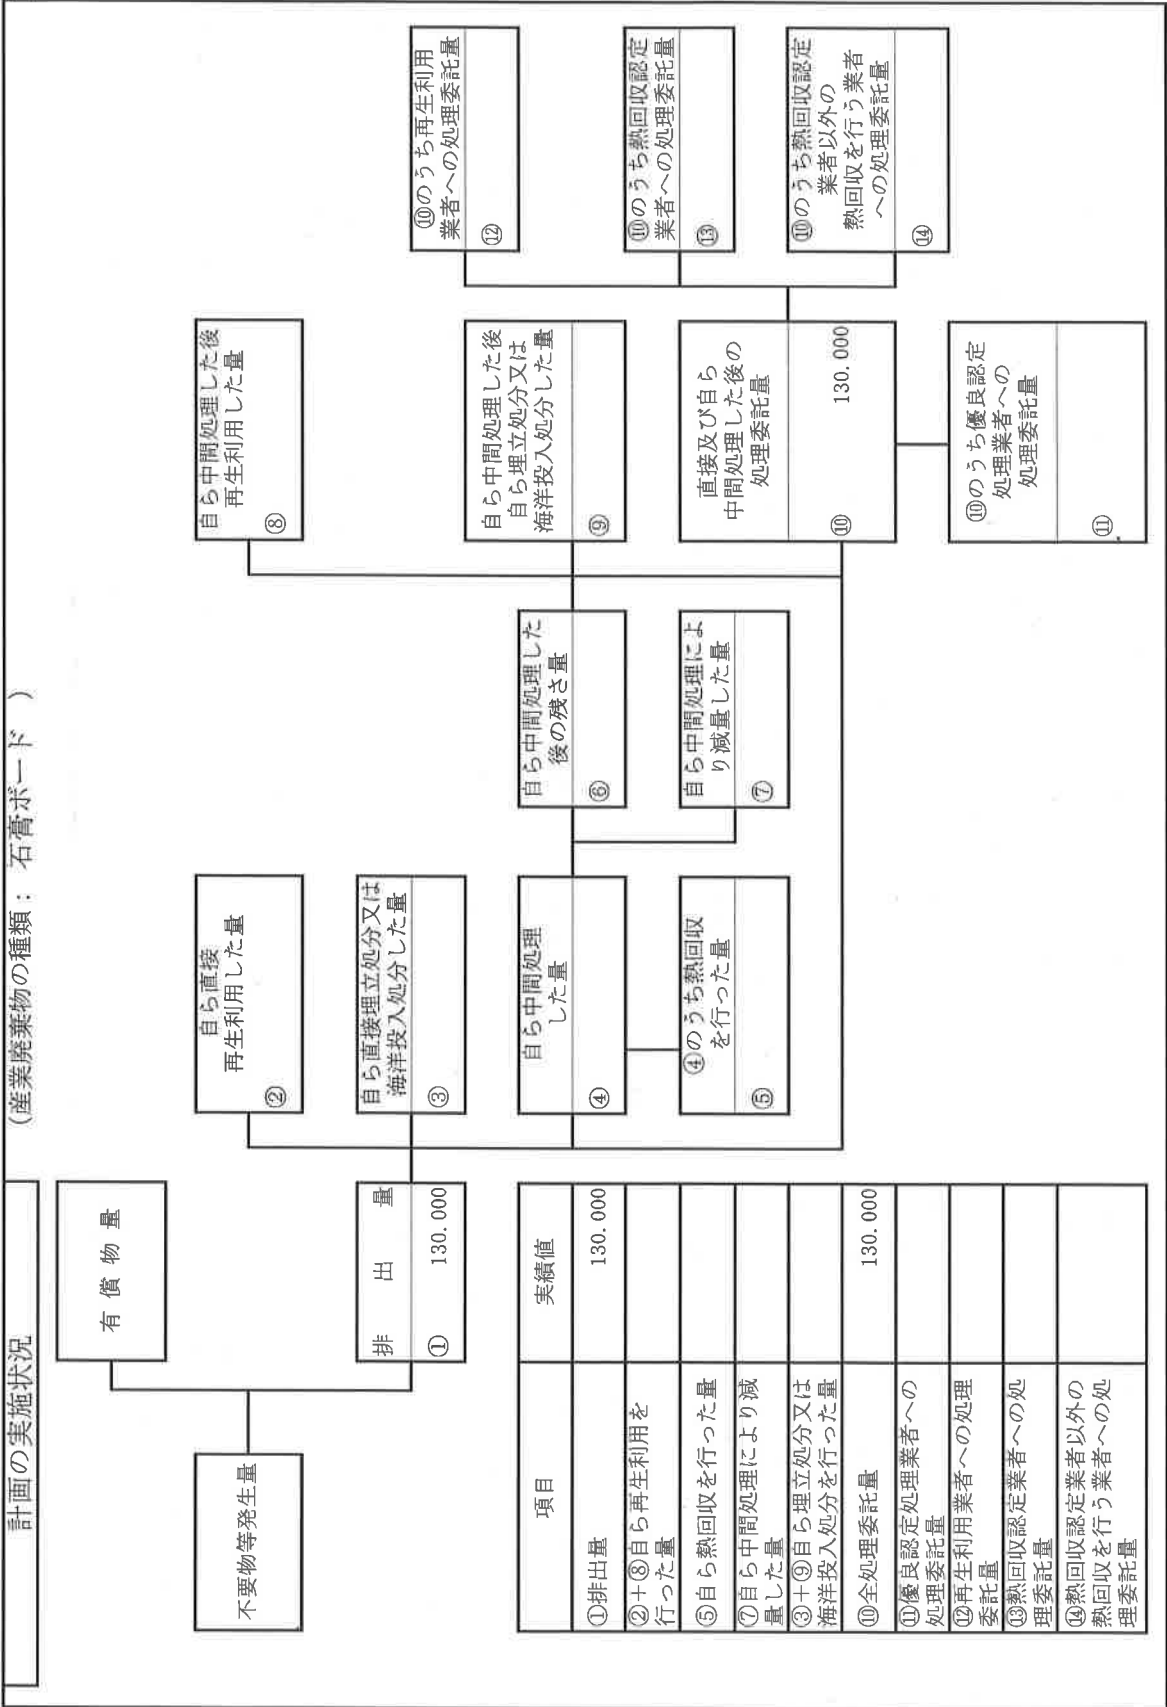 計画の実施状況
(産業廃棄物の種類： 石膏ボード )
不要物等発生量
有償物量
排出量
① 130.000
自ら直接
再生利用した量
②
自ら直接埋立処分又は
海洋投入処分した量
③
自ら中間処理
した量
④
④のうち熱回収
を行った量
⑤
自ら中間処理した
後の残さ量
⑥
自ら中間処理によ
り減量した量
⑦
自ら中間処理した後
再生利用した量
⑧
自ら中間処理した後
自ら埋立処分又は
海洋投入処分した量
⑨
直接及び自ら
中間処理した後の
処理委託量
⑩ 130.000
⑩のうち優良認定
処理業者への
処理委託量
⑪
⑩のうち再生利用
業者への処理委託量
⑫
⑩のうち熱回収認定
業者への処理委託量
⑬
⑩のうち熱回収認定
業者以外の
熱回収を行う業者
への処理委託量
⑭
項目 実績値
①排出量 130.000
②＋⑧自ら再生利用を
行った量
⑤自ら熱回収を行った量
⑦自ら中間処理により減
量した量
③＋⑨自ら埋立処分又は
海洋投入処分を行った量
⑩全処理委託量 130.000
⑪優良認定処理業者への
処理委託量
⑫再生利用業者への処理
委託量
⑬熱回収認定業者への処
理委託量
⑭熱回収認定業者以外の
熱回収を行う業者への処
理委託量